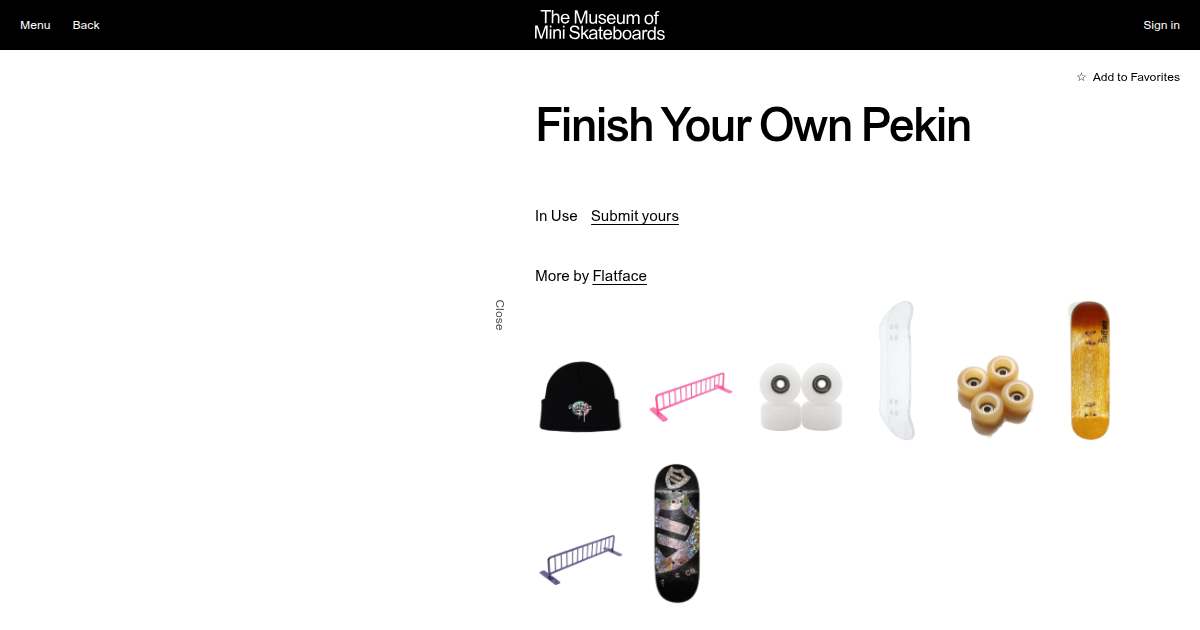 Menu
Back
The Museum of
Mini Skateboards
Sign in
☆ Add to Favorites
Finish Your Own Pekin
In Use
Submit yours
More by Flatface
Close